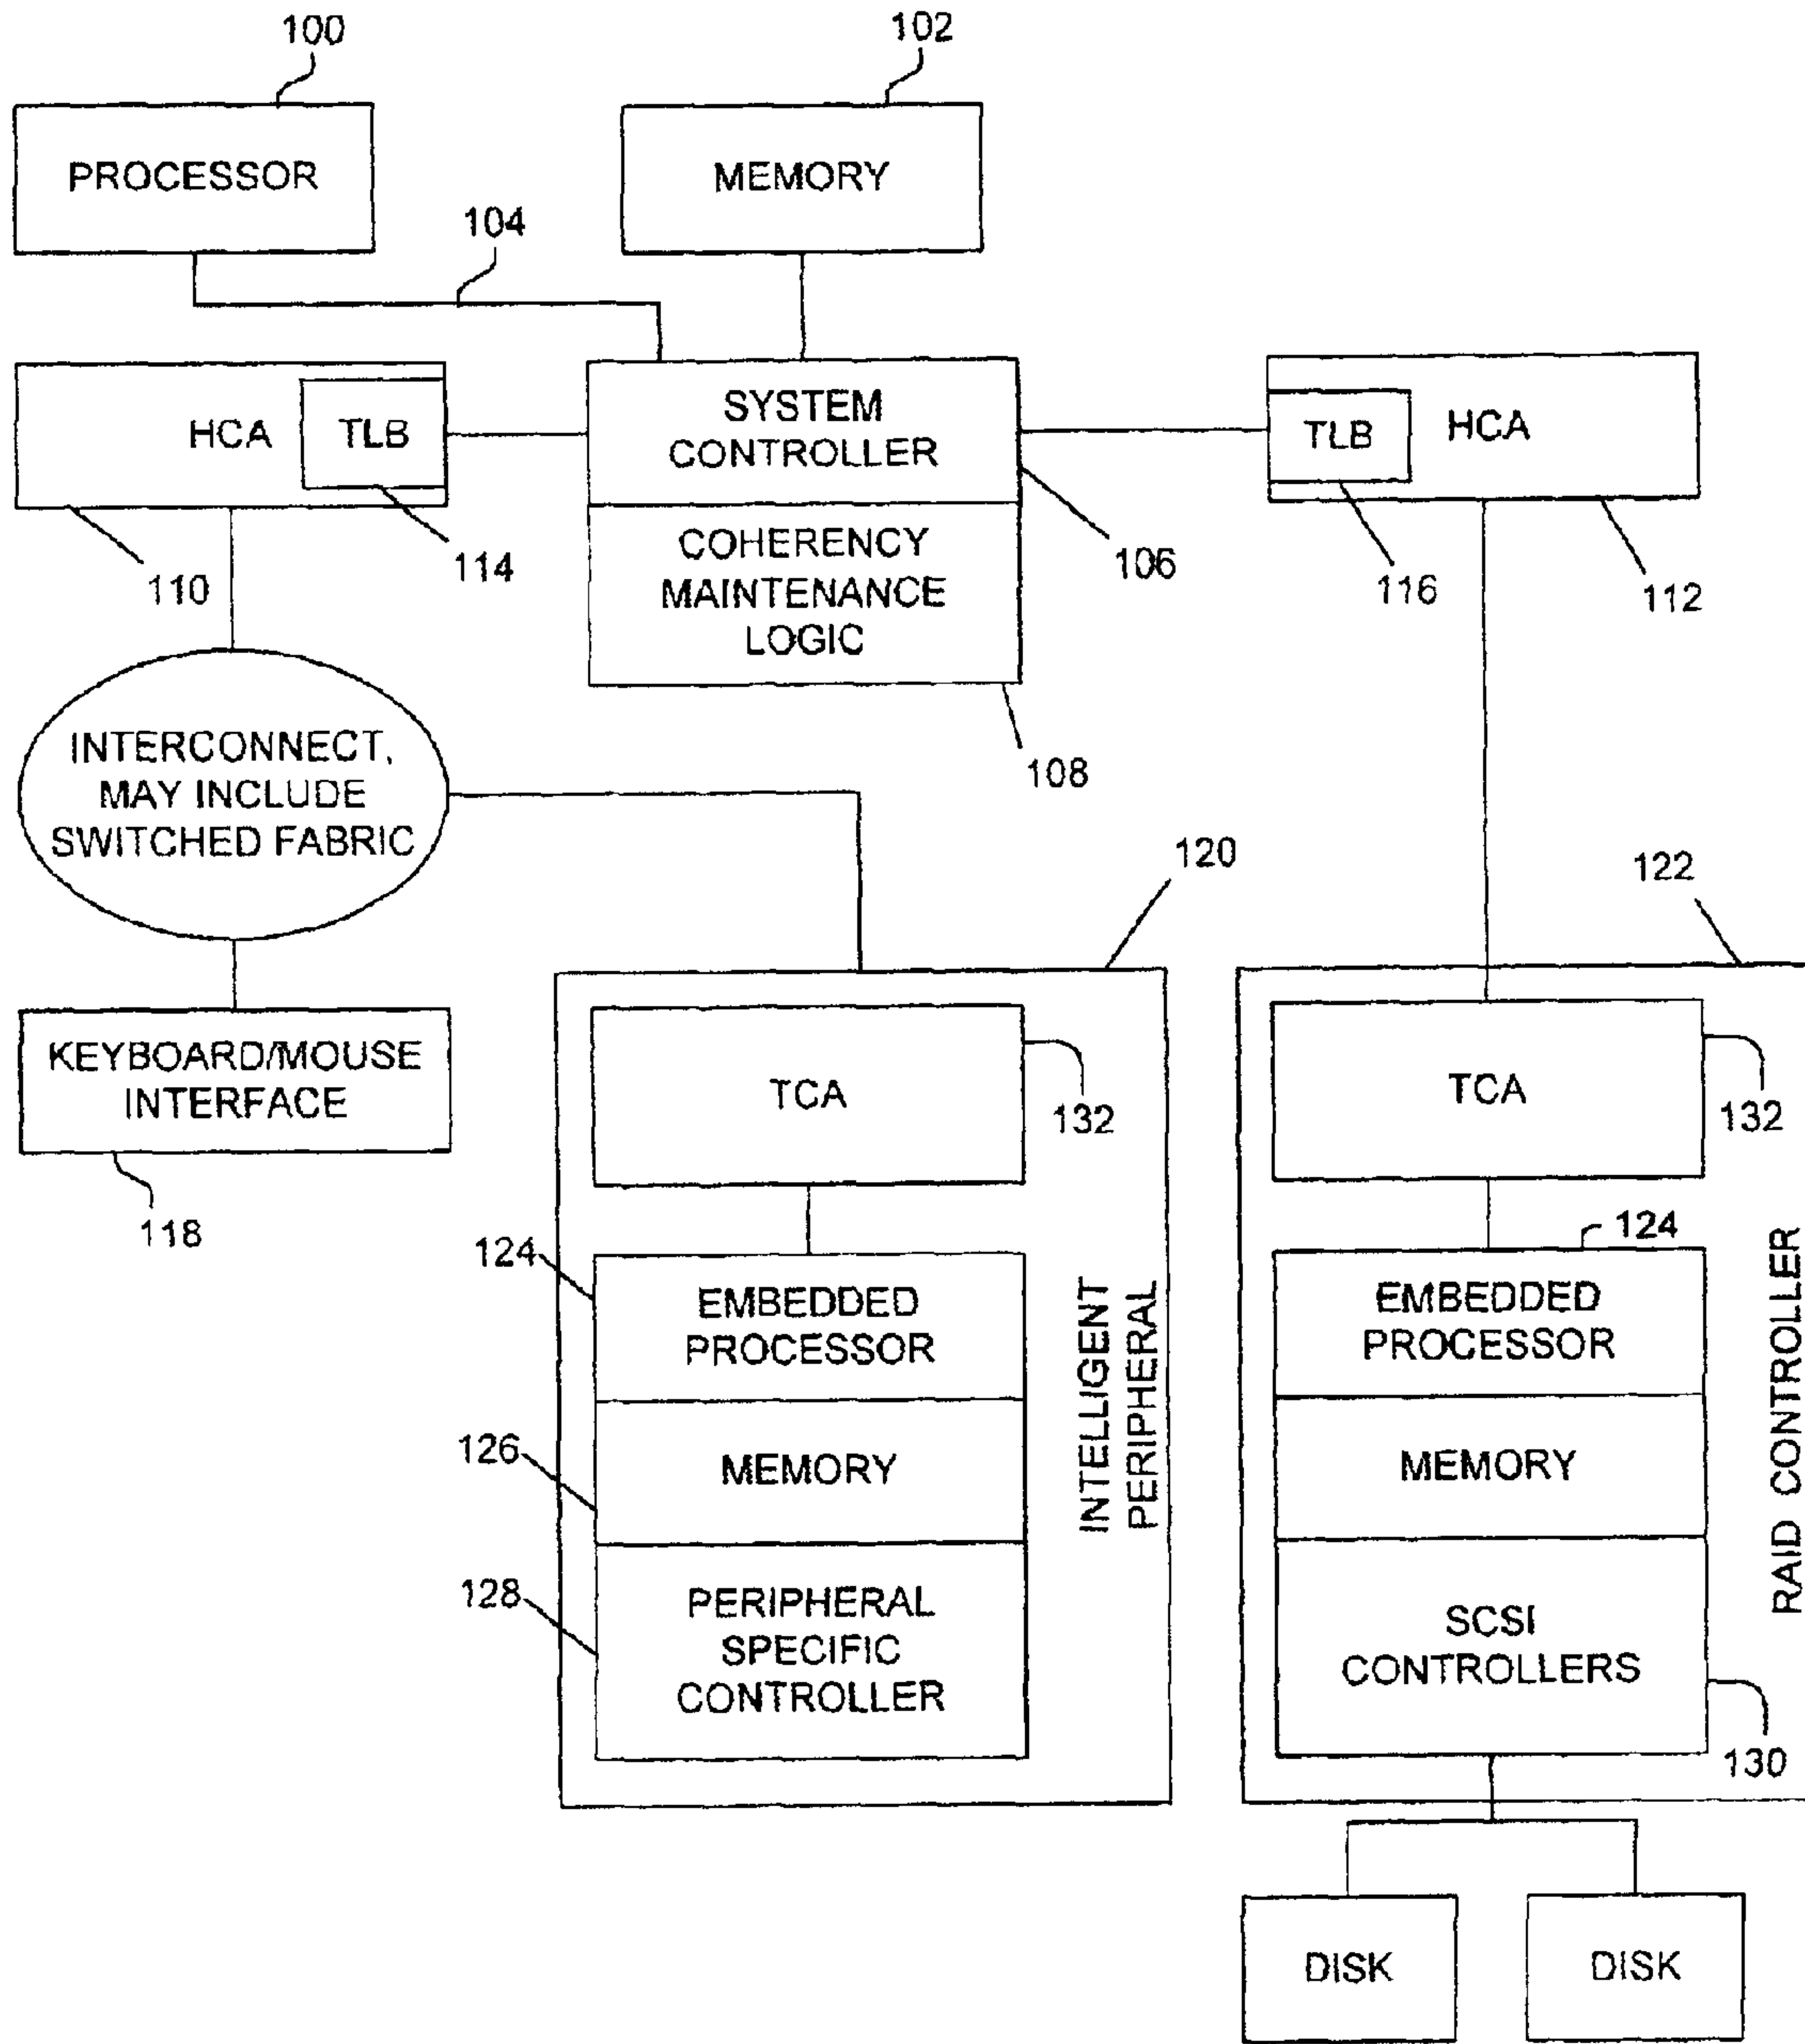 100
102
PROCESSOR
MEMORY
104
HCA
TLB
SYSTEM
CONTROLLER
TLB
HCA
110
114
COHERENCY
MAINTENANCE
LOGIC
106
116
112
108
INTERCONNECT,
MAY INCLUDE
SWITCHED FABRIC
120
122
KEYBOARD/MOUSE
INTERFACE
118
TCA
132
TCA
132
124
EMBEDDED
PROCESSOR
126
MEMORY
128
PERIPHERAL
SPECIFIC
CONTROLLER
INTELLIGENT
PERIPHERAL
124
EMBEDDED
PROCESSOR
MEMORY
SCSI
CONTROLLERS
130
RAID CONTROLLER
DISK
DISK